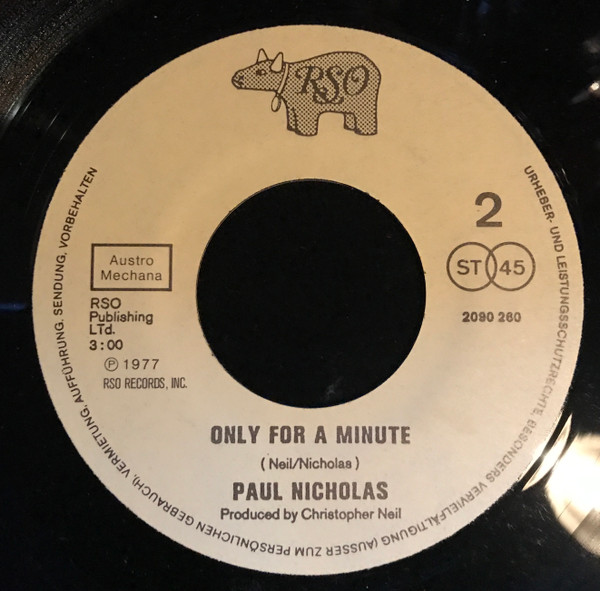 RSO
2
Austro
Mechana
ST 45
RSO
Publishing
LTd.
3:00
2090 260
℗ 1977
RSO RECORDS, INC.
ONLY FOR A MINUTE
(Neil/Nicholas)
PAUL NICHOLAS
Produced by Christopher Neil
URHEBER- UND LEISTUNGSSCHUTZRECHTE, BESONDERS VERVIELFÄLTIGUNG (AUSSER ZUM PERSÖNLICHEN GEBRAUCH), VERMIETUNG, AUFFÜHRUNG, SENDUNG, VORBEHALTEN